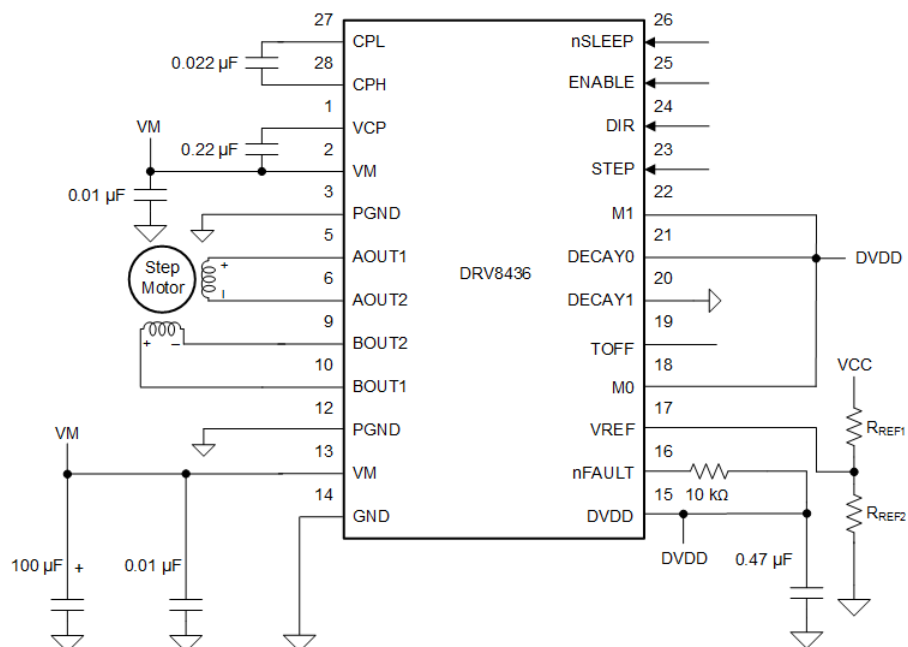 27
CPL
0.022 µF
28
CPH
1
VCP
VM
0.22 µF
2
VM
0.01 µF
3
PGND
5
AOUT1
+
Step
Motor
6
AOUT2
–
9
BOUT2
+
–
10
BOUT1
12
PGND
VM
13
VM
14
GND
100 µF
+
0.01 µF
DRV8436
26
nSLEEP
25
ENABLE
24
DIR
23
STEP
22
M1
21
DECAY0
DVDD
20
DECAY1
19
TOFF
18
M0
VCC
17
VREF
RREF1
16
nFAULT
10 kΩ
15
DVDD
RREF2
DVDD
0.47 µF